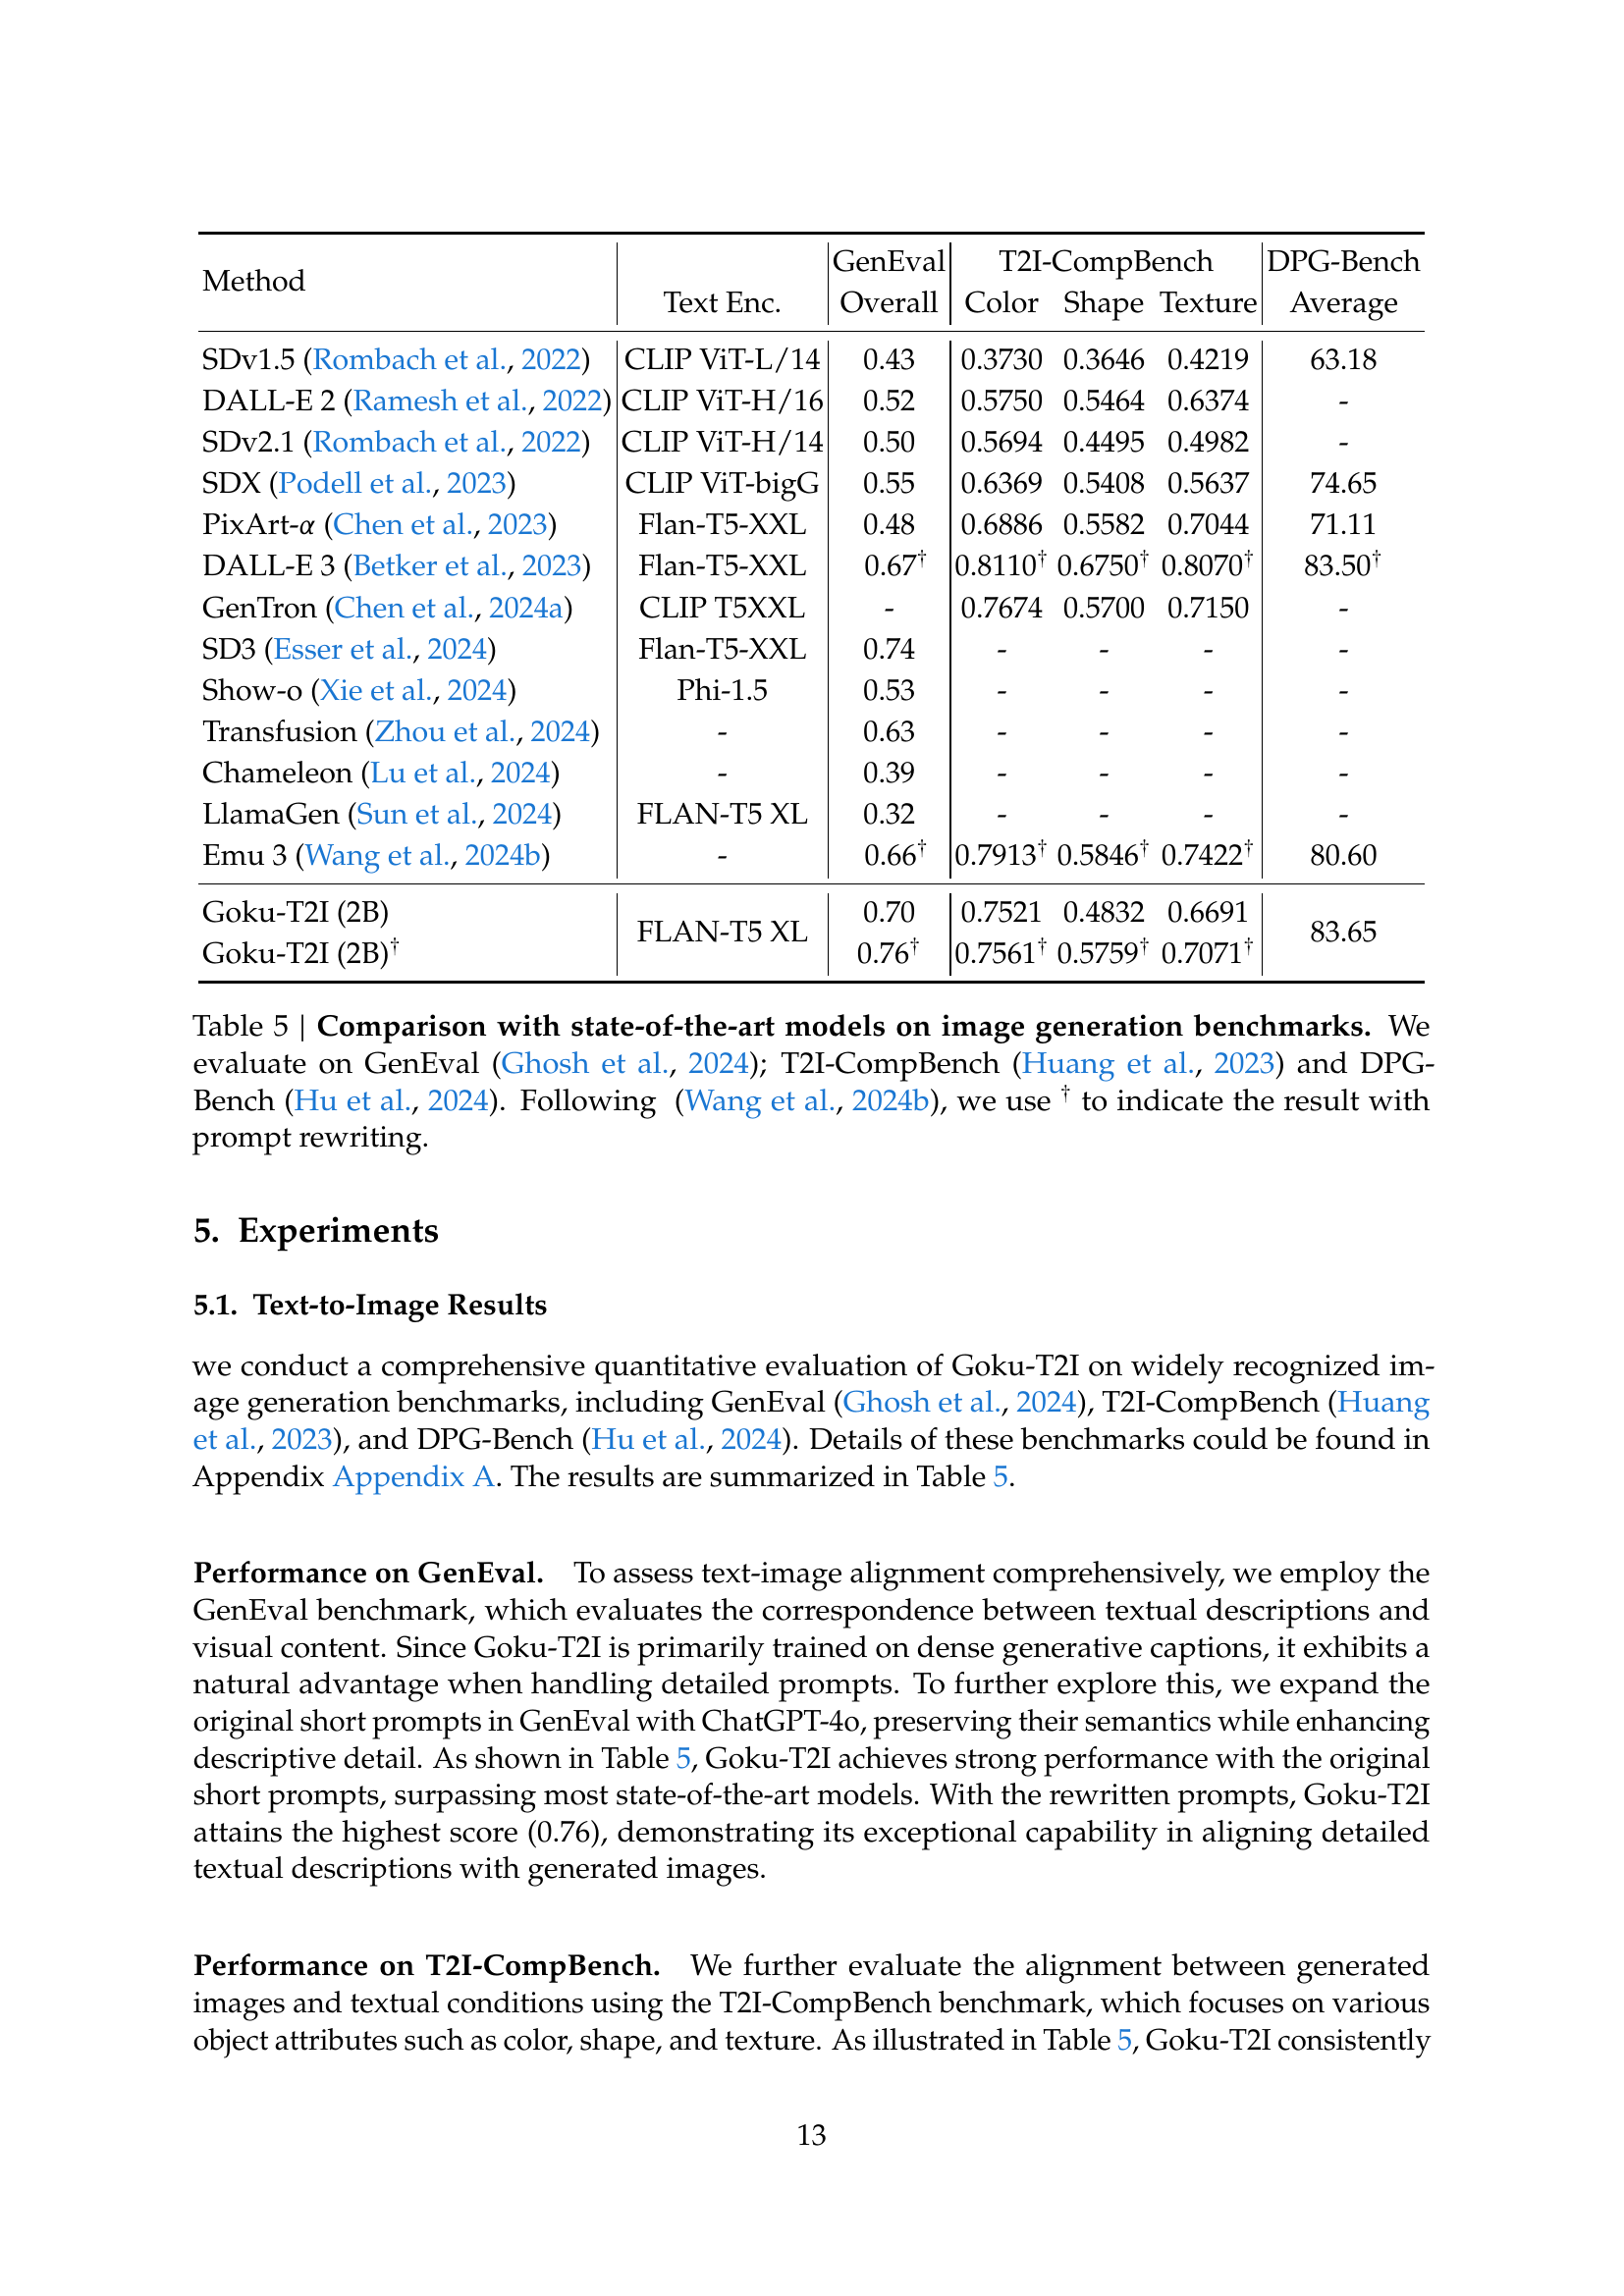 Method Text Enc. GenEval Overall T2I-CompBench Color Shape Texture DPG-Bench Average
SDv1.5 (Rombach et al., 2022) CLIP ViT-L/14 0.43 0.3730 0.3646 0.4219 63.18
DALL-E 2 (Ramesh et al., 2022) CLIP ViT-H/16 0.52 0.5750 0.5464 0.6374 -
SDv2.1 (Rombach et al., 2022) CLIP ViT-H/14 0.50 0.5694 0.4495 0.4982 -
SDX (Podell et al., 2023) CLIP ViT-bigG 0.55 0.6369 0.5408 0.5637 74.65
PixArt-α (Chen et al., 2023) Flan-T5-XXL 0.48 0.6886 0.5582 0.7044 71.11
DALL-E 3 (Betker et al., 2023) Flan-T5-XXL 0.67† 0.8110† 0.6750† 0.8070† 83.50†
GenTron (Chen et al., 2024a) CLIP T5XXL - 0.7674 0.5700 0.7150 -
SD3 (Esser et al., 2024) Flan-T5-XXL 0.74 - - - -
Show-o (Xie et al., 2024) Phi-1.5 0.53 - - - -
Transfusion (Zhou et al., 2024) - 0.63 - - - -
Chameleon (Lu et al., 2024) - 0.39 - - - -
LlamaGen (Sun et al., 2024) FLAN-T5 XL 0.32 - - - -
Emu 3 (Wang et al., 2024b) - 0.66† 0.7913† 0.5846† 0.7422† 80.60
Goku-T2I (2B) FLAN-T5 XL 0.70 0.7521 0.4832 0.6691 83.65
Goku-T2I (2B)† 0.76† 0.7561† 0.5759† 0.7071†
Table 5 | Comparison with state-of-the-art models on image generation benchmarks. We
evaluate on GenEval (Ghosh et al., 2024); T2I-CompBench (Huang et al., 2023) and DPG-
Bench (Hu et al., 2024). Following (Wang et al., 2024b), we use † to indicate the result with
prompt rewriting.
5. Experiments
5.1. Text-to-Image Results
we conduct a comprehensive quantitative evaluation of Goku-T2I on widely recognized im-
age generation benchmarks, including GenEval (Ghosh et al., 2024), T2I-CompBench (Huang
et al., 2023), and DPG-Bench (Hu et al., 2024). Details of these benchmarks could be found in
Appendix Appendix A. The results are summarized in Table 5.
Performance on GenEval. To assess text-image alignment comprehensively, we employ the
GenEval benchmark, which evaluates the correspondence between textual descriptions and
visual content. Since Goku-T2I is primarily trained on dense generative captions, it exhibits a
natural advantage when handling detailed prompts. To further explore this, we expand the
original short prompts in GenEval with ChatGPT-4o, preserving their semantics while enhancing
descriptive detail. As shown in Table 5, Goku-T2I achieves strong performance with the original
short prompts, surpassing most state-of-the-art models. With the rewritten prompts, Goku-T2I
attains the highest score (0.76), demonstrating its exceptional capability in aligning detailed
textual descriptions with generated images.
Performance on T2I-CompBench. We further evaluate the alignment between generated
images and textual conditions using the T2I-CompBench benchmark, which focuses on various
object attributes such as color, shape, and texture. As illustrated in Table 5, Goku-T2I consistently
13